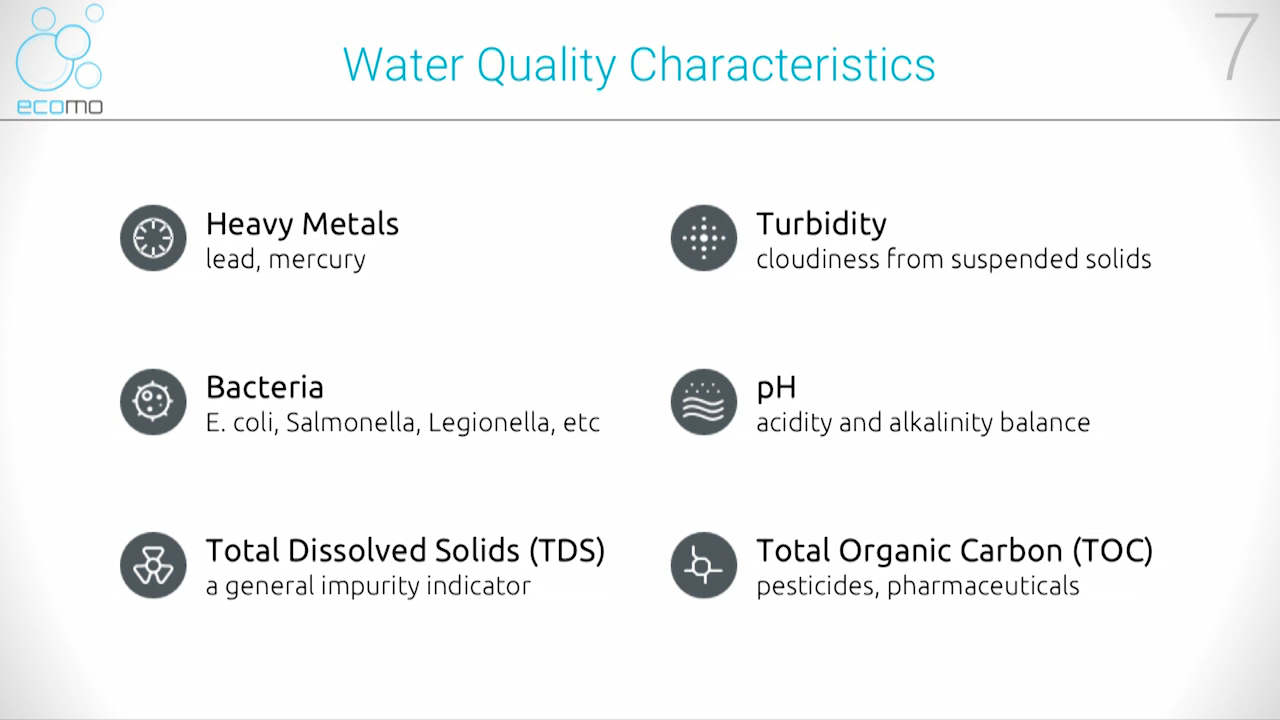 ecomo
Water Quality Characteristics
7
Heavy Metals
lead, mercury
Turbidity
cloudiness from suspended solids
Bacteria
E. coli, Salmonella, Legionella, etc
pH
acidity and alkalinity balance
Total Dissolved Solids (TDS)
a general impurity indicator
Total Organic Carbon (TOC)
pesticides, pharmaceuticals